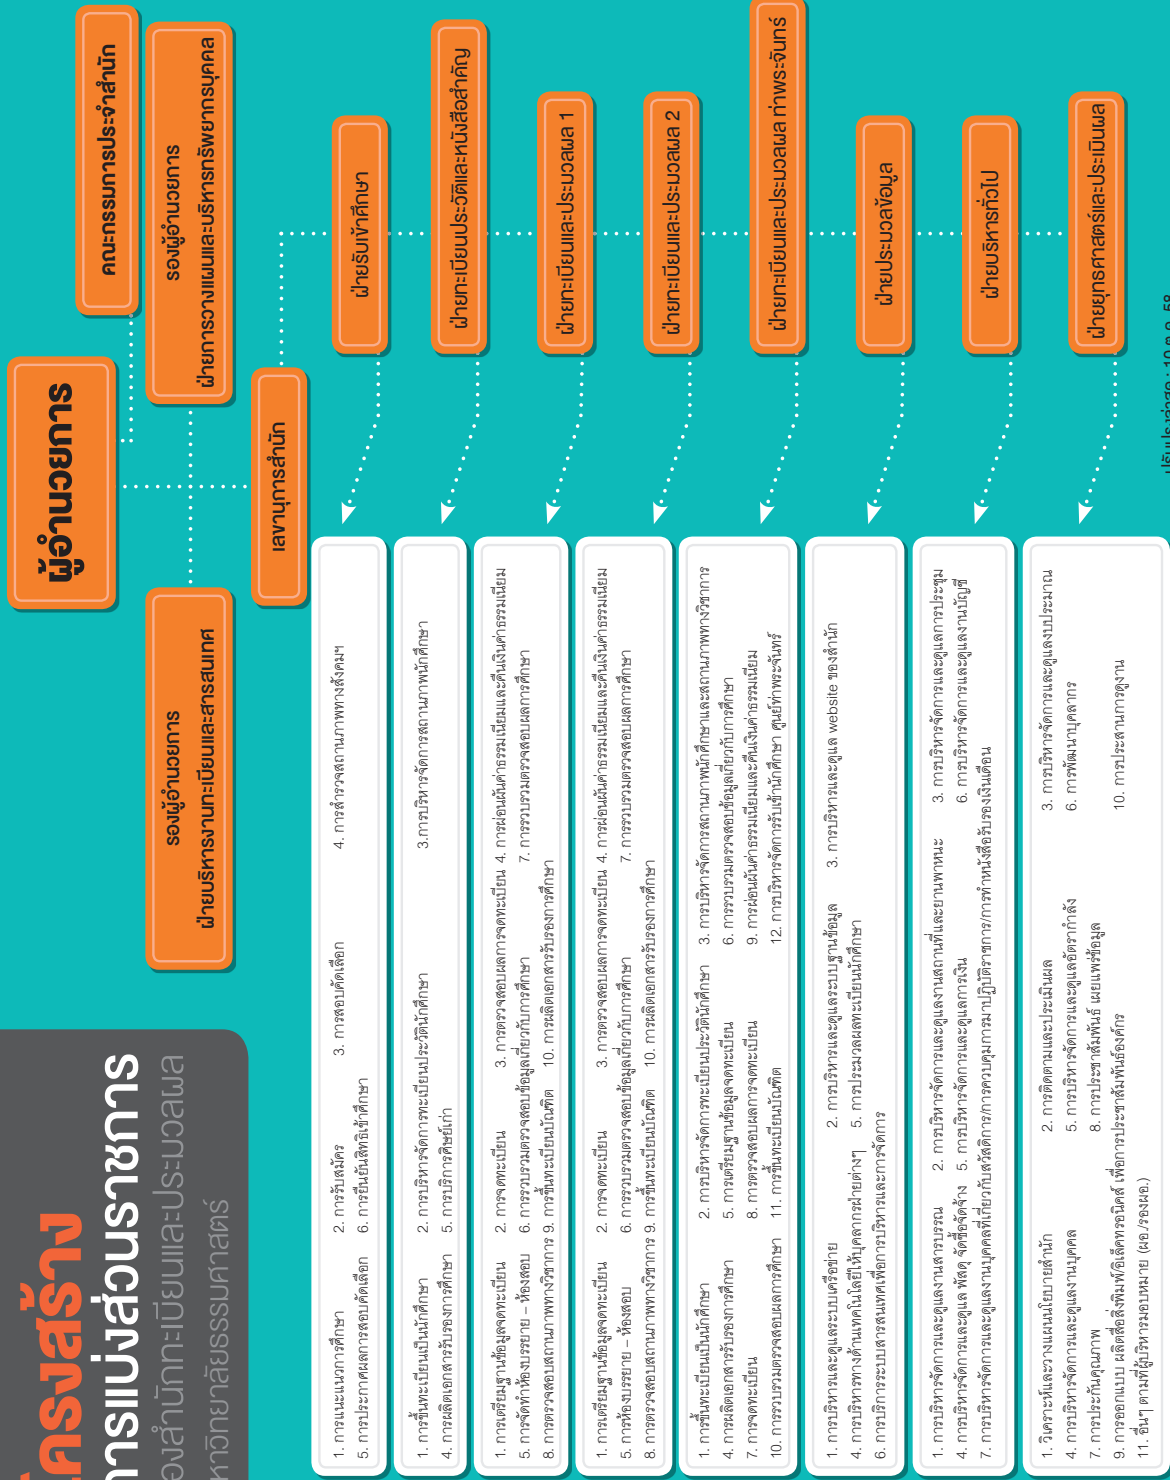 โครงสร้าง
การแบ่งส่วนราชการ
ของสำนักทะเบียนและประมวลผล
มหาวิทยาลัยธรรมศาสตร์
ผู้อำนวยการ
คณะกรรมการประจำสำนัก
รองผู้อำนวยการ
ฝ่ายบริหารงานทะเบียนและสารสนเทศ
รองผู้อำนวยการ
ฝ่ายการวางแผนและบริหารทรัพยากรบุคคล
เลขานุการสำนัก
ฝ่ายรับเข้าศึกษา
1. การแนะแนวการศึกษา 2. การรับสมัคร 3. การสอบคัดเลือก 4. การสำรวจสถานภาพทางสังคมฯ
5. การประกาศผลการสอบคัดเลือก 6. การยืนยันสิทธิเข้าศึกษา
ฝ่ายทะเบียนประวัติและหนังสือสำคัญ
1. การขึ้นทะเบียนเป็นนักศึกษา 2. การบริหารจัดการทะเบียนประวัตินักศึกษา 3.การบริหารจัดการสถานภาพนักศึกษา
4. การผลิตเอกสารรับรองการศึกษา 5. การบริการศิษย์เก่า
ฝ่ายทะเบียนและประมวลผล 1
1. การเตรียมฐานข้อมูลจดทะเบียน 2. การจดทะเบียน 3. การตรวจสอบผลการจดทะเบียน 4. การผ่อนผันค่าธรรมเนียมและคืนเงินค่าธรรมเนียม
5. การจัดทำห้องบรรยาย – ห้องสอบ 6. การรวบรวมตรวจสอบข้อมูลเกี่ยวกับการศึกษา 7. การรวบรวมตรวจสอบผลการศึกษา
8. การตรวจสอบสถานภาพทางวิชาการ 9. การขึ้นทะเบียนบัณฑิต 10. การผลิตเอกสารรับรองการศึกษา
ฝ่ายทะเบียนและประมวลผล 2
1. การเตรียมฐานข้อมูลจดทะเบียน 2. การจดทะเบียน 3. การตรวจสอบผลการจดทะเบียน 4. การผ่อนผันค่าธรรมเนียมและคืนเงินค่าธรรมเนียม
5. การห้องบรรยาย – ห้องสอบ 6. การรวบรวมตรวจสอบข้อมูลเกี่ยวกับการศึกษา 7. การรวบรวมตรวจสอบผลการศึกษา
8. การตรวจสอบสถานภาพทางวิชาการ 9. การขึ้นทะเบียนบัณฑิต 10. การผลิตเอกสารรับรองการศึกษา
ฝ่ายทะเบียนและประมวลผล ท่าพระจันทร์
1. การขึ้นทะเบียนเป็นนักศึกษา 2. การบริหารจัดการทะเบียนประวัตินักศึกษา 3. การบริหารจัดการสถานภาพนักศึกษาและสถานภาพทางวิชาการ
4. การผลิตเอกสารรับรองการศึกษา 5. การเตรียมฐานข้อมูลจดทะเบียน 6. การรวบรวมตรวจสอบข้อมูลเกี่ยวกับการศึกษา
7. การจดทะเบียน 8. การตรวจสอบผลการจดทะเบียน 9. การผ่อนผันค่าธรรมเนียมและคืนเงินค่าธรรมเนียม
10. การรวบรวมตรวจสอบผลการศึกษา 11. การขึ้นทะเบียนบัณฑิต 12. การบริหารจัดการรับเข้านักศึกษา ศูนย์ท่าพระจันทร์
ฝ่ายประมวลข้อมูล
1. การบริหารและดูแลระบบเครือข่าย 2. การบริหารและดูแลระบบฐานข้อมูล 3. การบริหารและดูแล website ของสำนัก
4. การบริหารทางด้านเทคโนโลยีให้บุคลากรฝ่ายต่างๆ 5. การประมวลผลทะเบียนนักศึกษา
6. การบริการระบบสารสนเทศเพื่อการบริหารและการจัดการ
ฝ่ายบริหารทั่วไป
1. การบริหารจัดการและดูแลงานสารบรรณ 2. การบริหารจัดการและดูแลงานสถานที่และยานพาหนะ 3. การบริหารจัดการและดูแลการประชุม
4. การบริหารจัดการและดูแล พัสดุ จัดซื้อจัดจ้าง 5. การบริหารจัดการและดูแลการเงิน 6. การบริหารจัดการและดูแลงานบัญชี
7. การบริหารจัดการและดูแลงานบุคคลที่เกี่ยวกับสวัสดิการ/การควบคุมการมาปฏิบัติราชการ/การทำหนังสือรับรองเงินเดือน
ฝ่ายยุทธศาสตร์และประเมินผล
1. วิเคราะห์และวางแผนนโยบายสำนัก 2. การติดตามและประเมินผล 3. การบริหารจัดการและดูแลงบประมาณ
4. การบริหารจัดการและดูแลงานบุคคล 5. การบริหารจัดการและดูแลอัตรากำลัง 6. การพัฒนาบุคลากร
7. การประกันคุณภาพ 8. การประชาสัมพันธ์ เผยแพร่ข้อมูล
9. การออกแบบ ผลิตสื่อสิ่งพิมพ์/อิเล็คทรอนิคส์ เพื่อการประชาสัมพันธ์องค์กร 10. การประสานการดูงาน
11. อื่นๆ ตามที่ผู้บริหารมอบหมาย (ผอ./รองผอ.)
ปรับปรุงล่าสุด : 19 ต.ค. 58